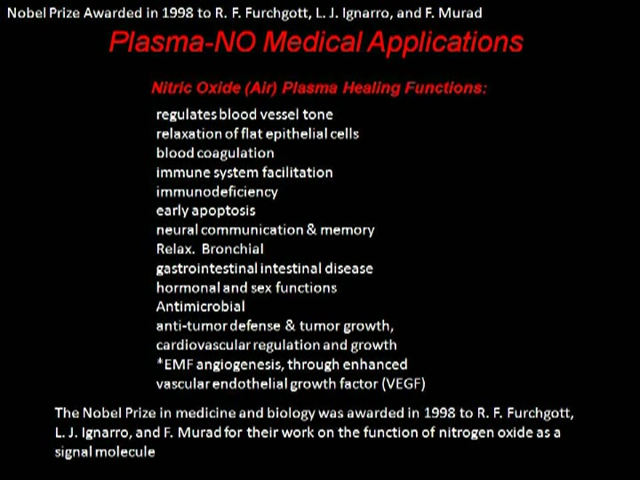 Nobel Prize Awarded in 1998 to R. F. Furchgott, L. J. Ignarro, and F. Murad
Plasma-NO Medical Applications
Nitric Oxide (Air) Plasma Healing Functions:
regulates blood vessel tone
relaxation of flat epithelial cells
blood coagulation
immune system facilitation
immunodeficiency
early apoptosis
neural communication & memory
Relax. Bronchial
gastrointestinal intestinal disease
hormonal and sex functions
Antimicrobial
anti-tumor defense & tumor growth,
cardiovascular regulation and growth
*EMF angiogenesis, through enhanced
vascular endothelial growth factor (VEGF)
The Nobel Prize in medicine and biology was awarded in 1998 to R. F. Furchgott,
L. J. Ignarro, and F. Murad for their work on the function of nitrogen oxide as a
signal molecule